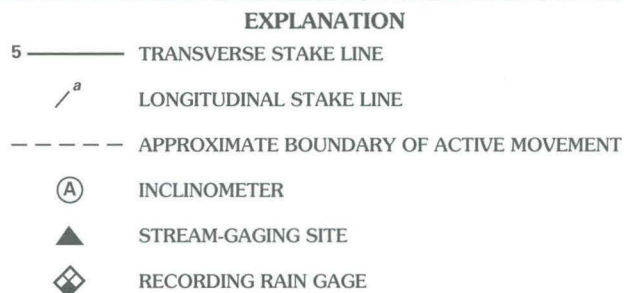 EXPLANATION
5 TRANSVERSE STAKE LINE
a LONGITUDINAL STAKE LINE
APPROXIMATE BOUNDARY OF ACTIVE MOVEMENT
A INCLINOMETER
STREAM-GAGING SITE
RECORDING RAIN GAGE